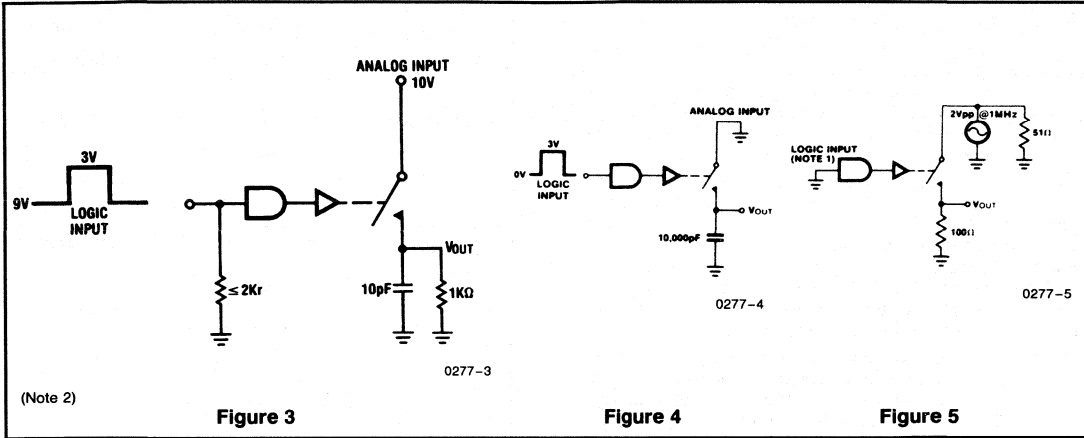 ANALOG INPUT
10V
3V
9V
LOGIC
INPUT
≤ 2Kr
VOUT
10pF
1KΩ
0277-3
(Note 2)
Figure 3
ANALOG INPUT
3V
0V
LOGIC
INPUT
VOUT
10,000pF
0277-4
Figure 4
2Vpp @1MHz
51Ω
LOGIC INPUT
(NOTE 1)
VOUT
100Ω
0277-5
Figure 5